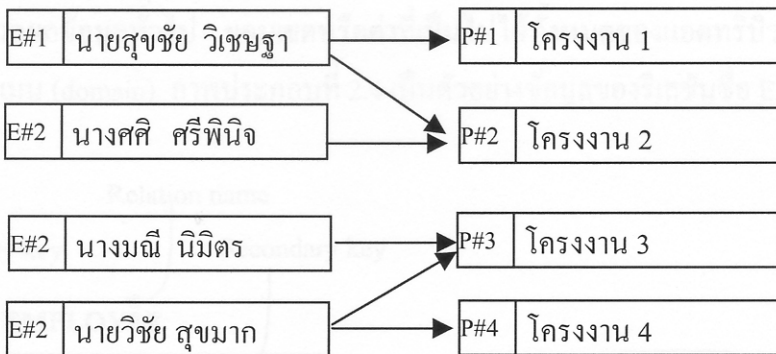 E#1 นายสุขชัย วิเชษฐา P#1 โครงงาน 1
E#2 นางศศิ ศรีพินิจ P#2 โครงงาน 2
Relation name
E#2 นางมณี นิมิตร P#3 โครงงาน 3
E#2 นายวิชัย สุขมาก P#4 โครงงาน 4